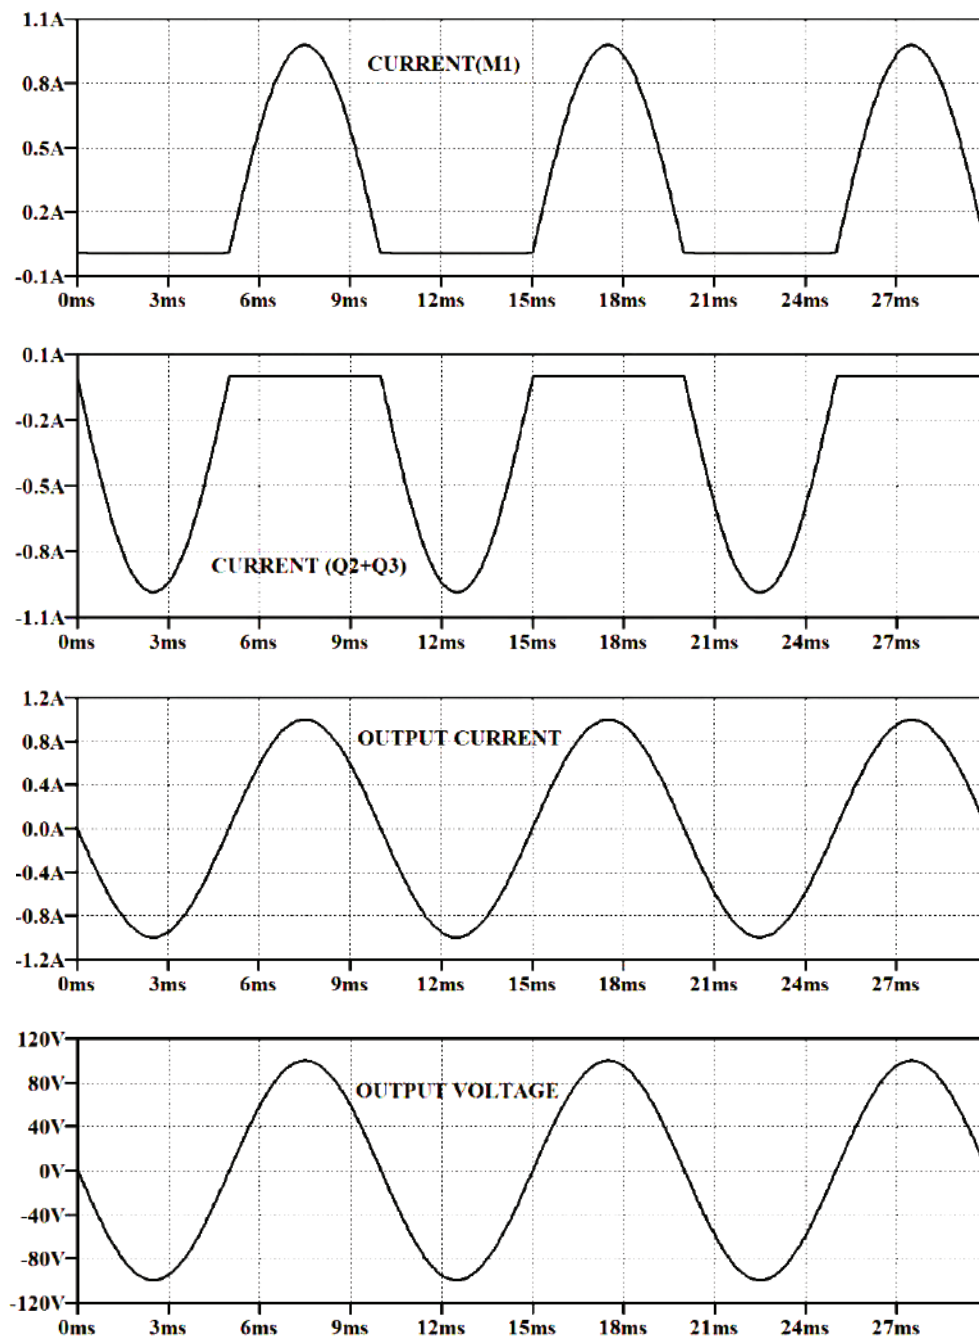 1.1A
CURRENT(M1)
0.8A
0.5A
0.2A
-0.1A
0ms 3ms 6ms 9ms 12ms 15ms 18ms 21ms 24ms 27ms
0.1A
-0.2A
-0.5A
-0.8A
CURRENT (Q2+Q3)
-1.1A
0ms 3ms 6ms 9ms 12ms 15ms 18ms 21ms 24ms 27ms
1.2A
0.8A
OUTPUT CURRENT
0.4A
0.0A
-0.4A
-0.8A
-1.2A
0ms 3ms 6ms 9ms 12ms 15ms 18ms 21ms 24ms 27ms
120V
80V
OUTPUT VOLTAGE
40V
0V
-40V
-80V
-120V
0ms 3ms 6ms 9ms 12ms 15ms 18ms 21ms 24ms 27ms